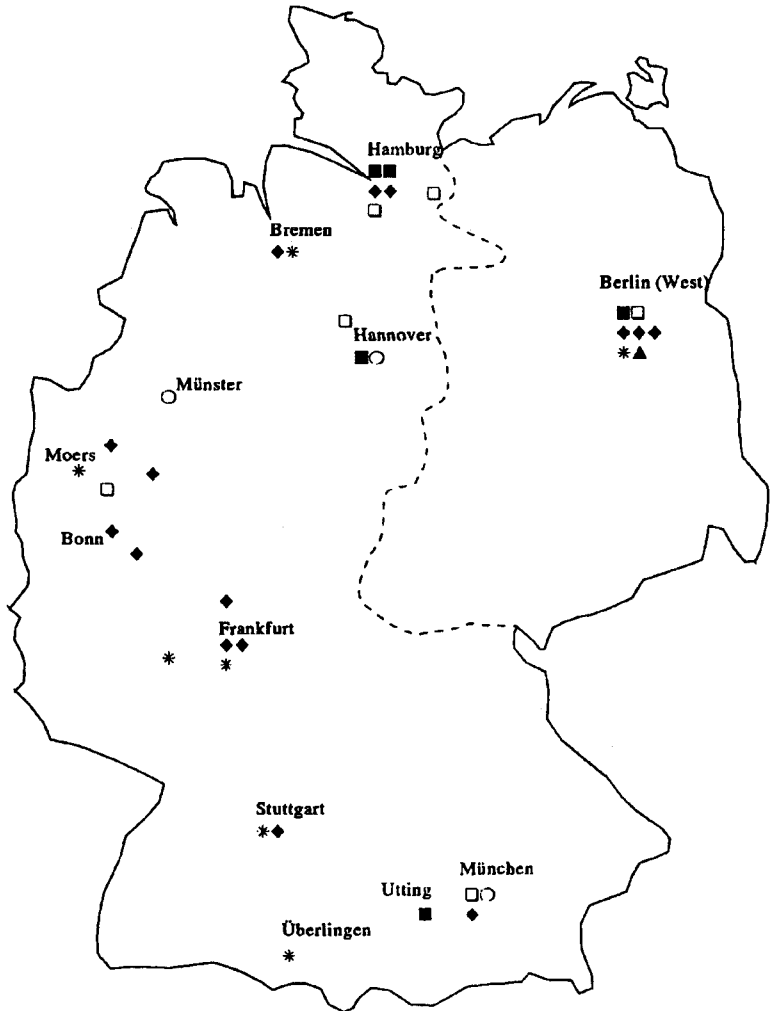 Hamburg
Bremen
Berlin (West)
Hannover
Münster
Moers
Bonn
Frankfurt
Stuttgart
München
Utting
Überlingen